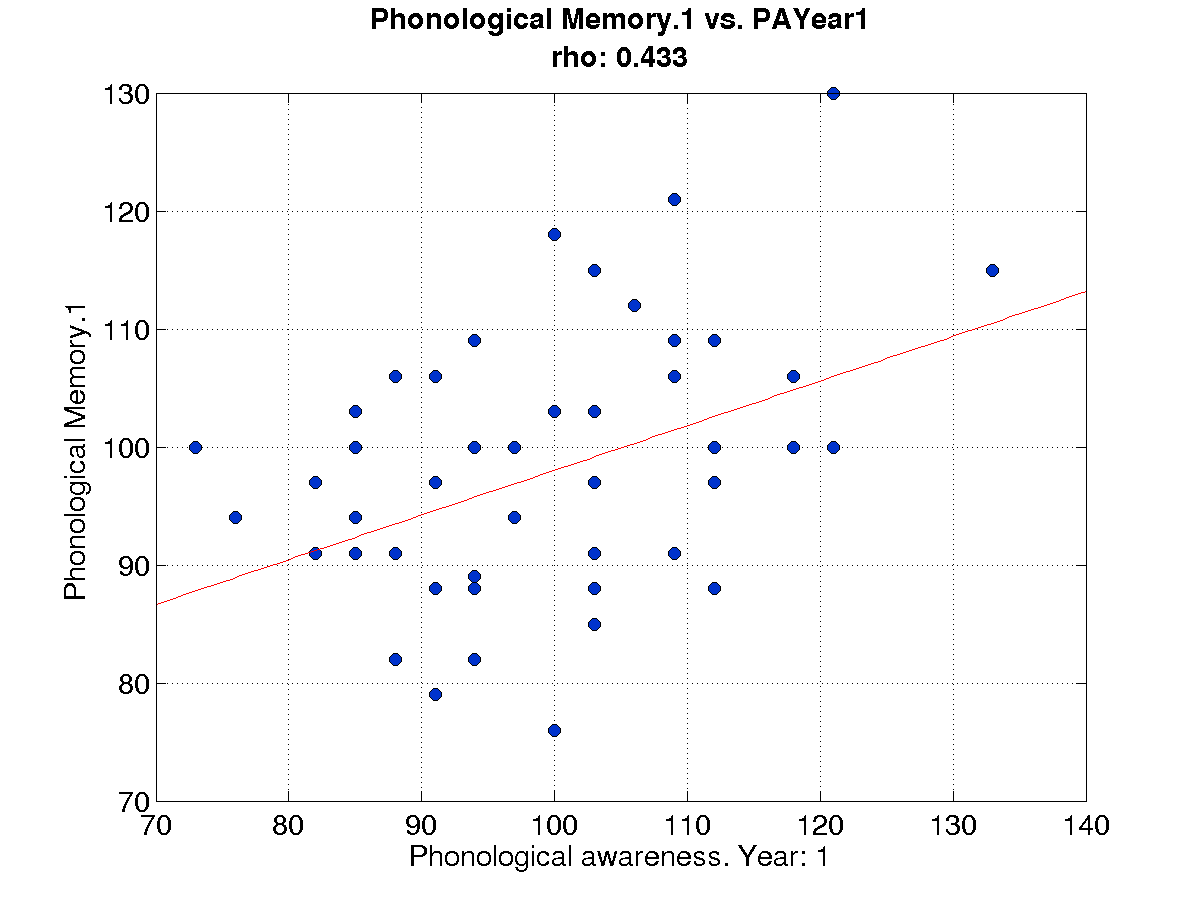 Phonological Memory.1 vs. PAYear1
rho: 0.433
130
120
110
100
90
80
70
Phonological Memory.1
70 80 90 100 110 120 130 140
Phonological awareness. Year: 1